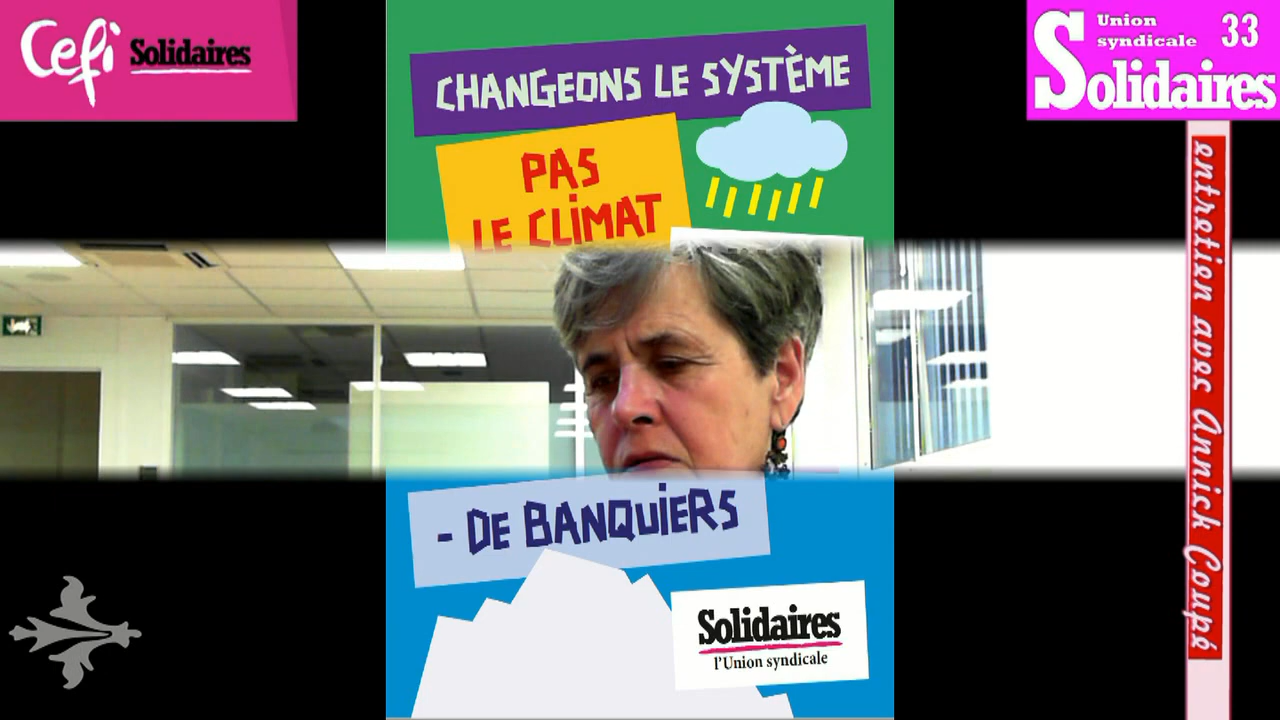 Cefi Solidaires
Union
syndicale 33
Solidaires
CHANGEONS LE SYSTÈME
PAS
LE CLIMAT
- DE BANQUIERS
Solidaires
l'Union syndicale
entretien avec Annick Coupé